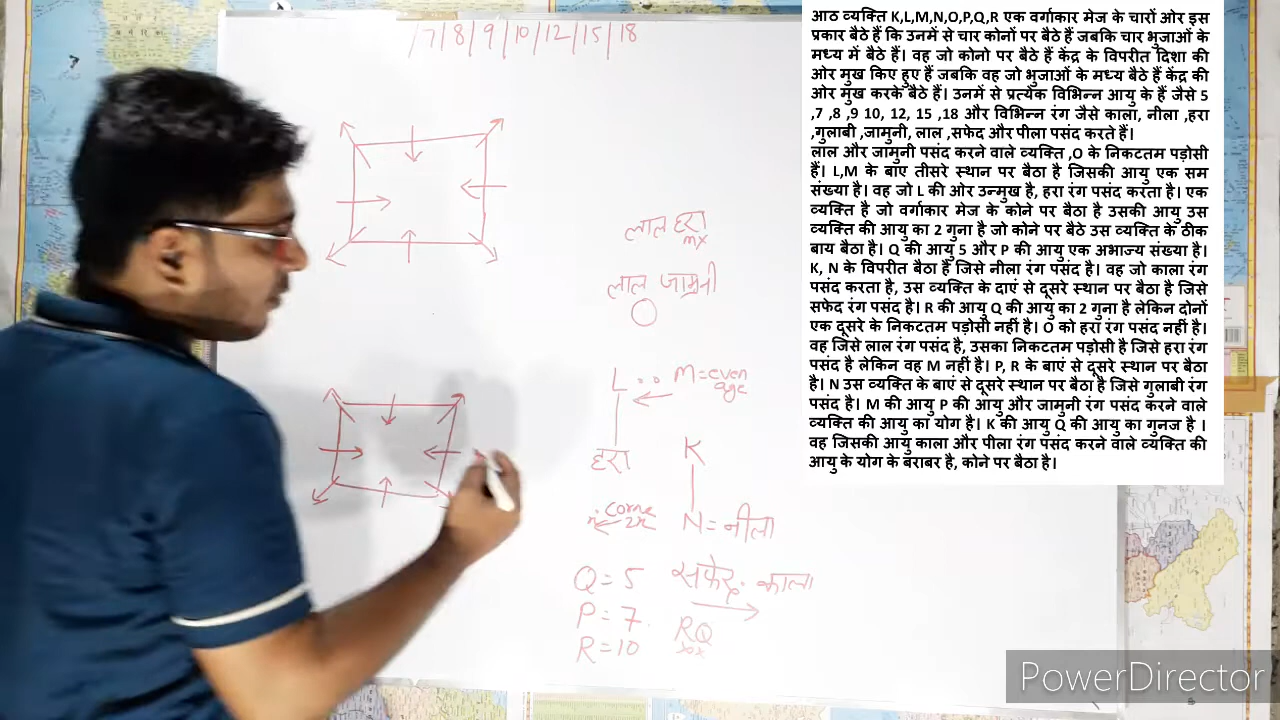 /7/8/9/10/12/15/18
लाल हरा
mx
लाल जामुनी
L . . M = even
age
हरा
K
N = नीला
corne
2x
Q = 5
सफेद . काला
P = 7
R = 10
RQ
आठ व्यक्ति K,L,M,N,O,P,Q,R एक वर्गाकार मेज के चारों ओर इस
प्रकार बैठे हैं कि उनमें से चार कोनों पर बैठे हैं जबकि चार भुजाओं के
मध्य में बैठे हैं। वह जो कोनो पर बैठे हैं केंद्र के विपरीत दिशा की
ओर मुख किए हुए हैं जबकि वह जो भुजाओं के मध्य बैठे हैं केंद्र की
ओर मुख करके बैठे हैं। उनमें से प्रत्येक विभिन्न आयु के हैं जैसे 5
,7 ,8 ,9 10, 12, 15 ,18 और विभिन्न रंग जैसे काला, नीला ,हरा
,गुलाबी ,जामुनी, लाल ,सफेद और पीला पसंद करते हैं।
लाल और जामुनी पसंद करने वाले व्यक्ति ,O के निकटतम पड़ोसी
हैं। L,M के बाएं तीसरे स्थान पर बैठा है जिसकी आयु एक सम
संख्या है। वह जो L की ओर उन्मुख है, हरा रंग पसंद करता है। एक
व्यक्ति है जो वर्गाकार मेज के कोने पर बैठा है उसकी आयु उस
व्यक्ति की आयु का 2 गुना है जो कोने पर बैठे उस व्यक्ति के ठीक
बाय बैठा है। Q की आयु 5 और P की आयु एक अभाज्य संख्या है।
K, N के विपरीत बैठा है जिसे नीला रंग पसंद है। वह जो काला रंग
पसंद करता है, उस व्यक्ति के दाएं से दूसरे स्थान पर बैठा है जिसे
सफेद रंग पसंद है। R की आयु Q की आयु का 2 गुना है लेकिन दोनों
एक दूसरे के निकटतम पड़ोसी नहीं है। O को हरा रंग पसंद नहीं है।
वह जिसे लाल रंग पसंद है, उसका निकटतम पड़ोसी है जिसे हरा रंग
पसंद है लेकिन वह M नहीं है। P, R के बाएं से दूसरे स्थान पर बैठा
है। N उस व्यक्ति के बाएं से दूसरे स्थान पर बैठा है जिसे गुलाबी रंग
पसंद है। M की आयु P की आयु और जामुनी रंग पसंद करने वाले
व्यक्ति की आयु का योग है। K की आयु Q की आयु का गुनज है ।
वह जिसकी आयु काला और पीला रंग पसंद करने वाले व्यक्ति की
आयु के योग के बराबर है, कोने पर बैठा है।
PowerDirector